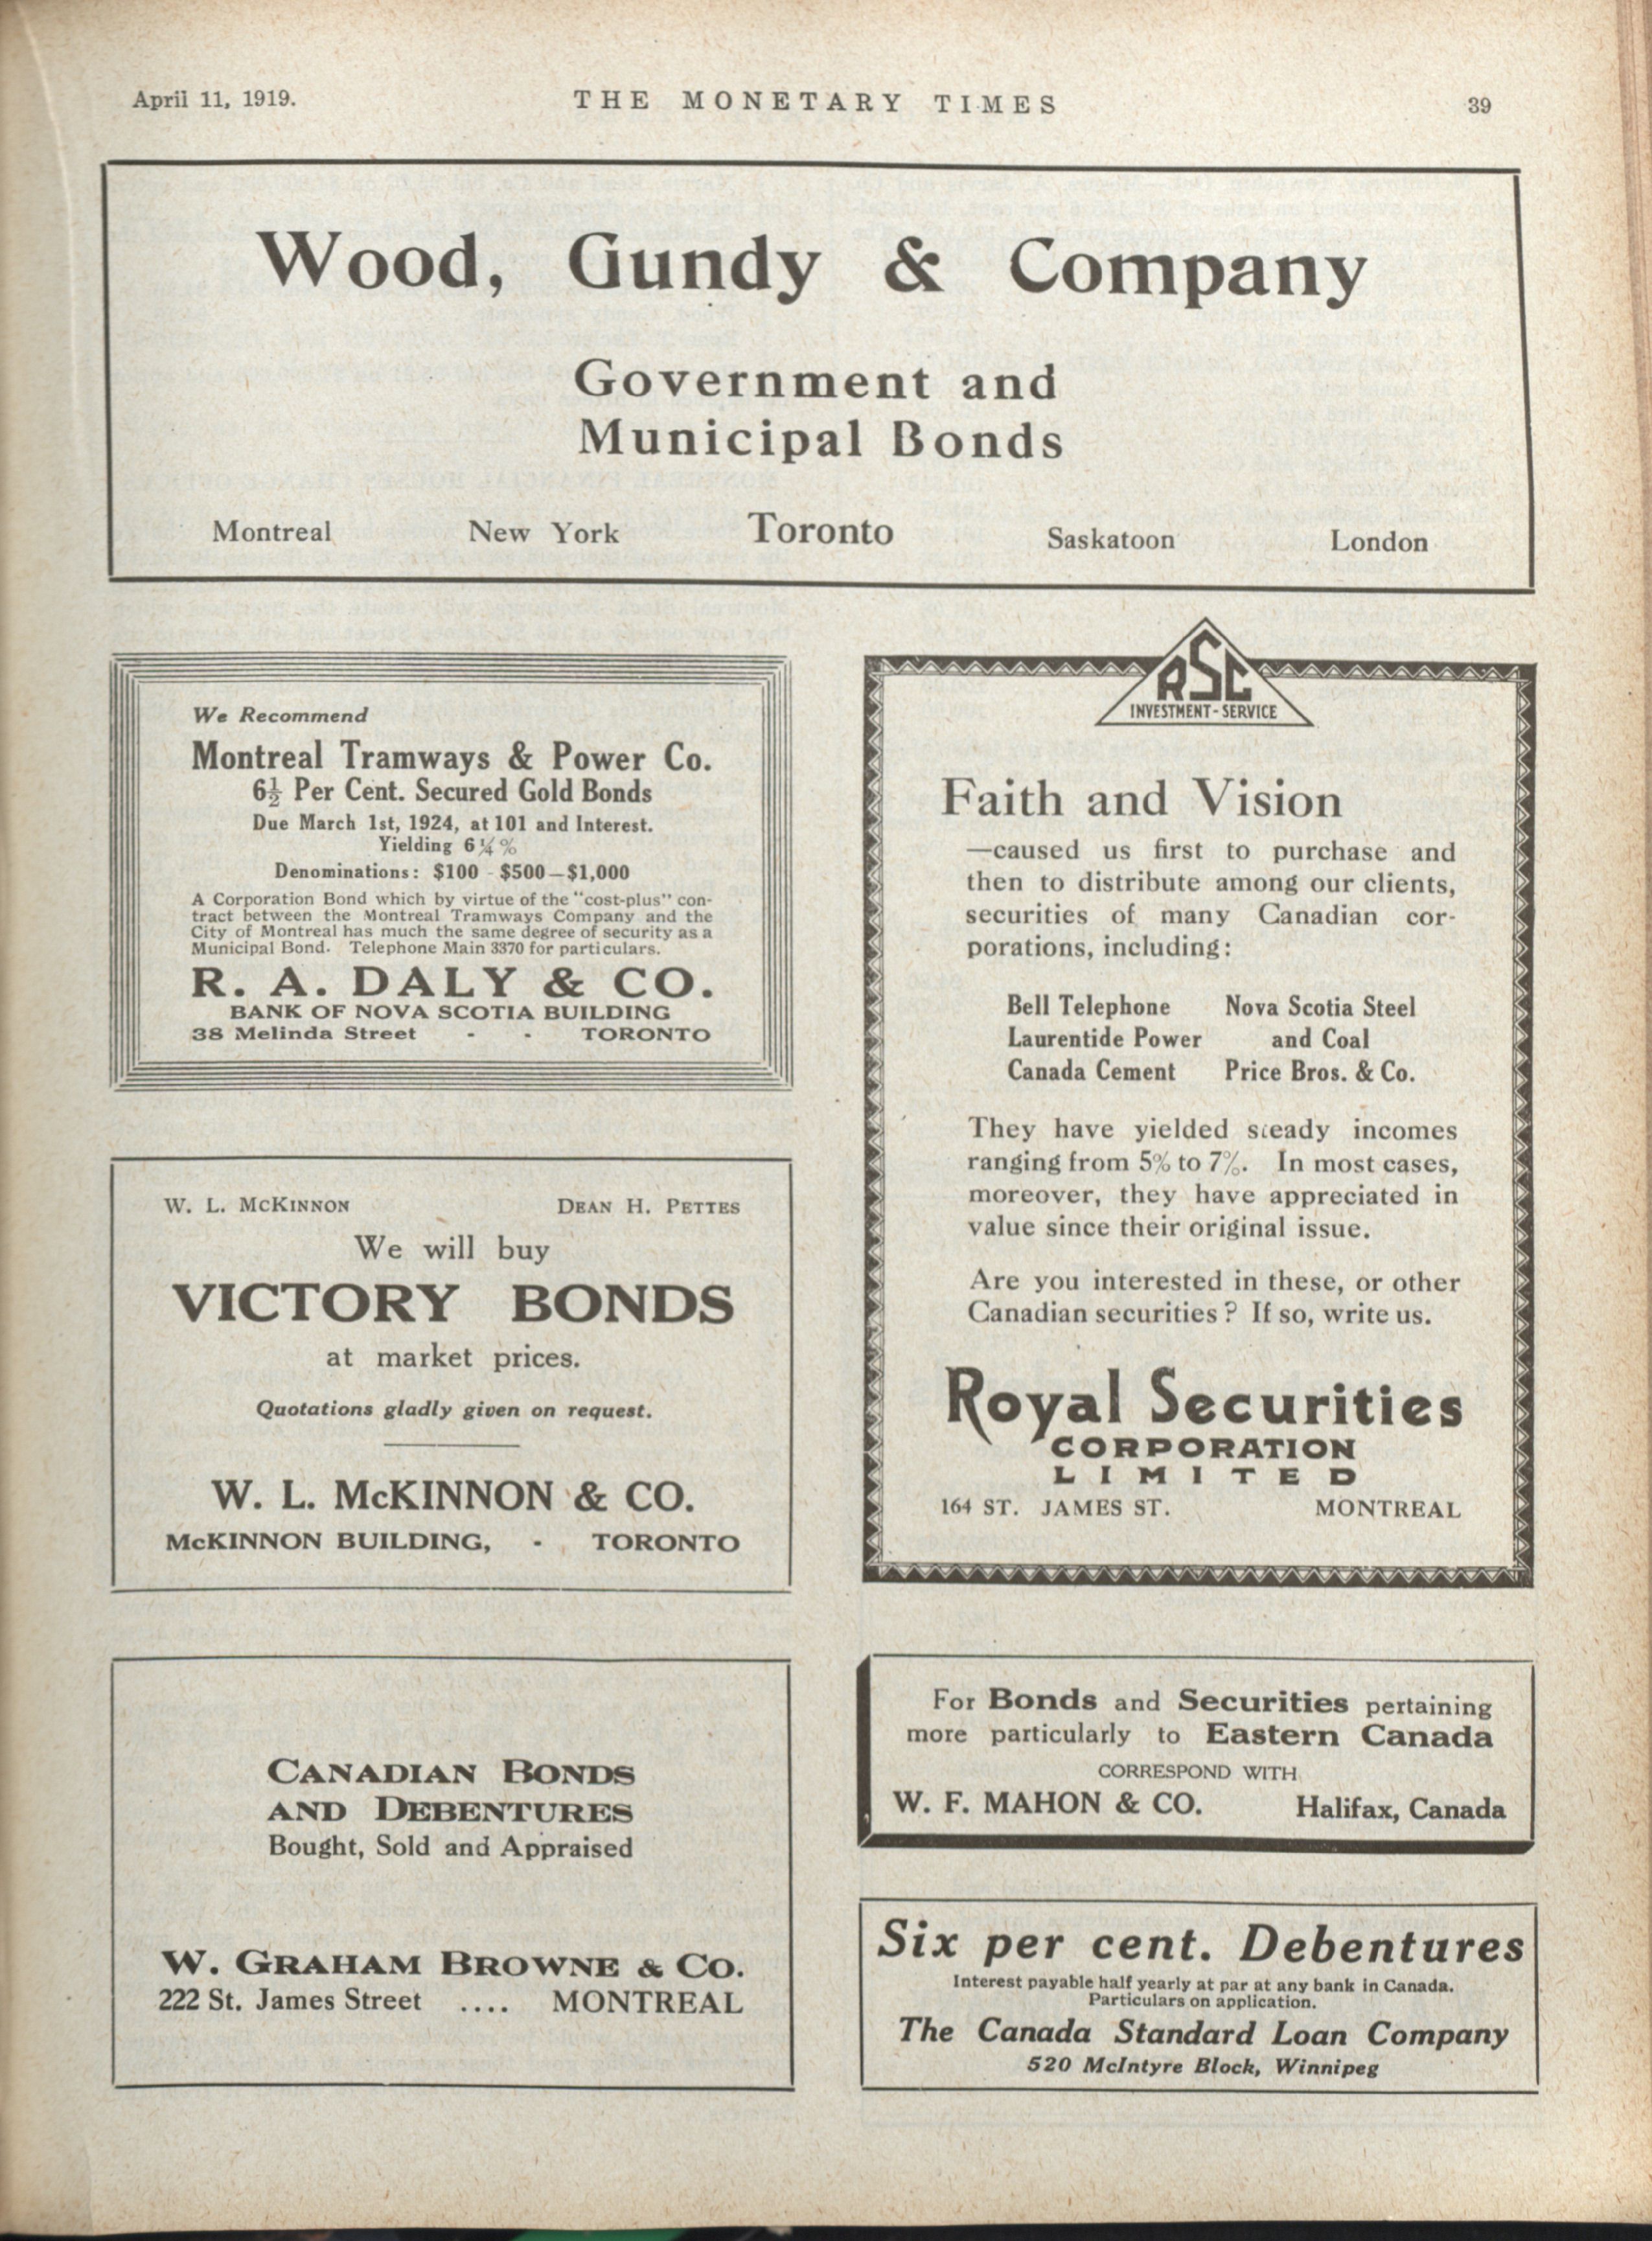 April 11, 1919.
THE MONETARY TIMES
39
Wood, Gundy & Company
Government and
Municipal Bonds
Montreal New York Toronto Saskatoon London
We Recommend
Montreal Tramways & Power Co.
6½ Per Cent. Secured Gold Bonds
Due March 1st, 1924, at 101 and Interest.
Yielding 6¼%
Denominations: $100 - $500—$1,000
A Corporation Bond which by virtue of the "cost-plus" con-
tract between the Montreal Tramways Company and the
City of Montreal has much the same degree of security as a
Municipal Bond. Telephone Main 3370 for particulars.
R. A. DALY & CO.
BANK OF NOVA SCOTIA BUILDING
38 Melinda Street - - TORONTO
W. L. McKINNON DEAN H. PETTES
We will buy
VICTORY BONDS
at market prices.
Quotations gladly given on request.
W. L. McKINNON & CO.
McKINNON BUILDING, - TORONTO
CANADIAN BONDS
AND DEBENTURES
Bought, Sold and Appraised
W. GRAHAM BROWNE & CO.
222 St. James Street .... MONTREAL
RSC
INVESTMENT-SERVICE
Faith and Vision
—caused us first to purchase and
then to distribute among our clients,
securities of many Canadian cor-
porations, including:
Bell Telephone Nova Scotia Steel
Laurentide Power and Coal
Canada Cement Price Bros. & Co.
They have yielded steady incomes
ranging from 5% to 7%. In most cases,
moreover, they have appreciated in
value since their original issue.
Are you interested in these, or other
Canadian securities? If so, write us.
Royal Securities
CORPORATION
LIMITED
164 ST. JAMES ST. MONTREAL
For Bonds and Securities pertaining
more particularly to Eastern Canada
CORRESPOND WITH
W. F. MAHON & CO. Halifax, Canada
Six per cent. Debentures
Interest payable half yearly at par at any bank in Canada.
Particulars on application.
The Canada Standard Loan Company
520 McIntyre Block, Winnipeg